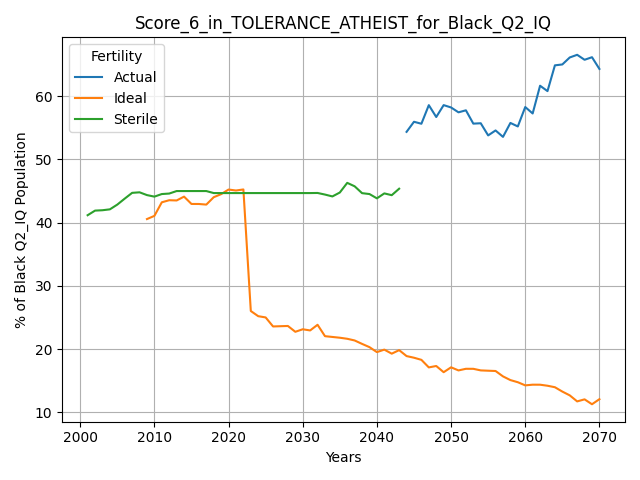 Score_6_in_TOLERANCE_ATHEIST_for_Black_Q2_IQ
Fertility
Actual
Ideal
Sterile
% of Black Q2_IQ Population
60
50
40
30
20
10
2000 2010 2020 2030 2040 2050 2060 2070
Years